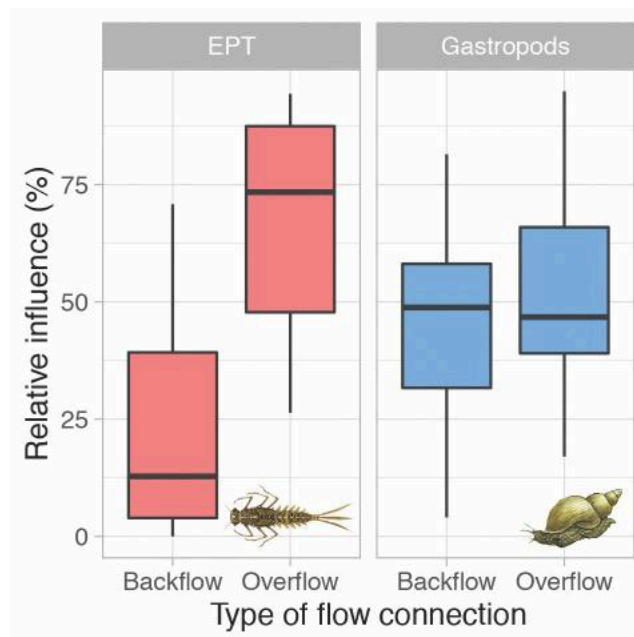 EPT
Gastropods
Relative influence (%)
75
50
25
0
Backflow
Overflow
Backflow
Overflow
Type of flow connection